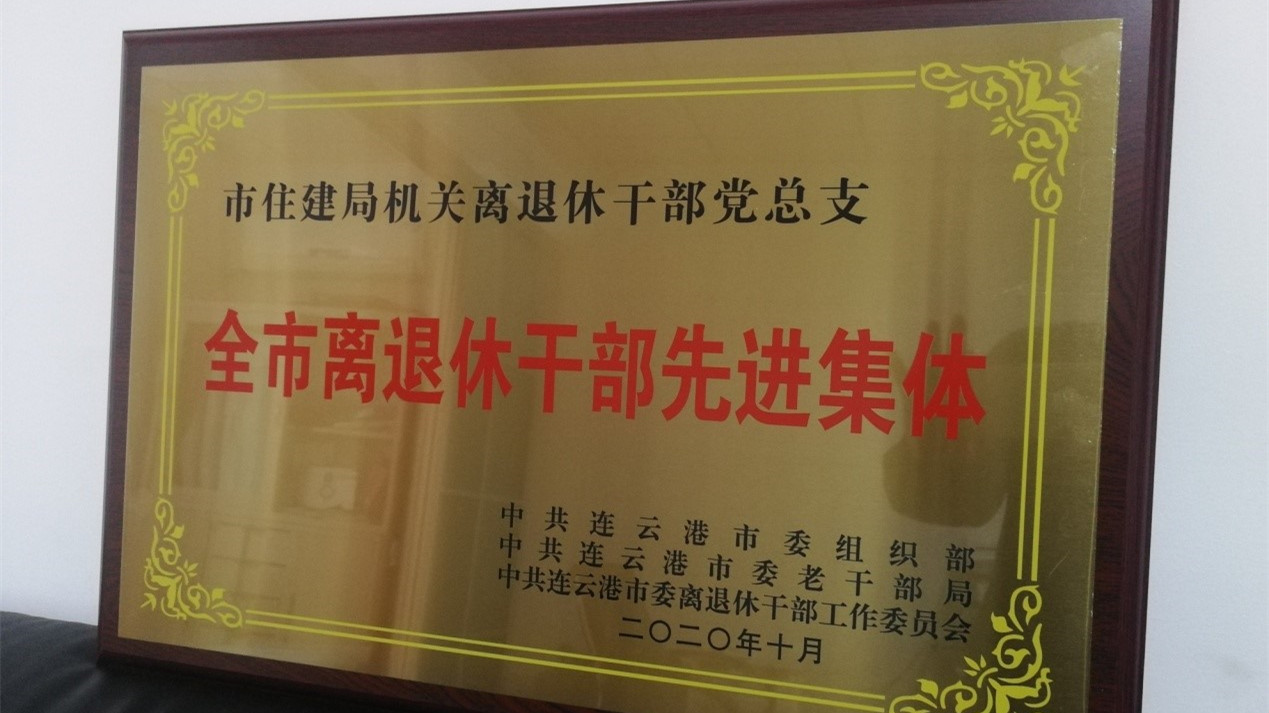 市住建局机关离退休干部党总支
全市离退休干部先进集体
中共连云港市委组织部
中共连云港市委老干部局
中共连云港市委离退休干部工作委员会
二〇二〇年十月